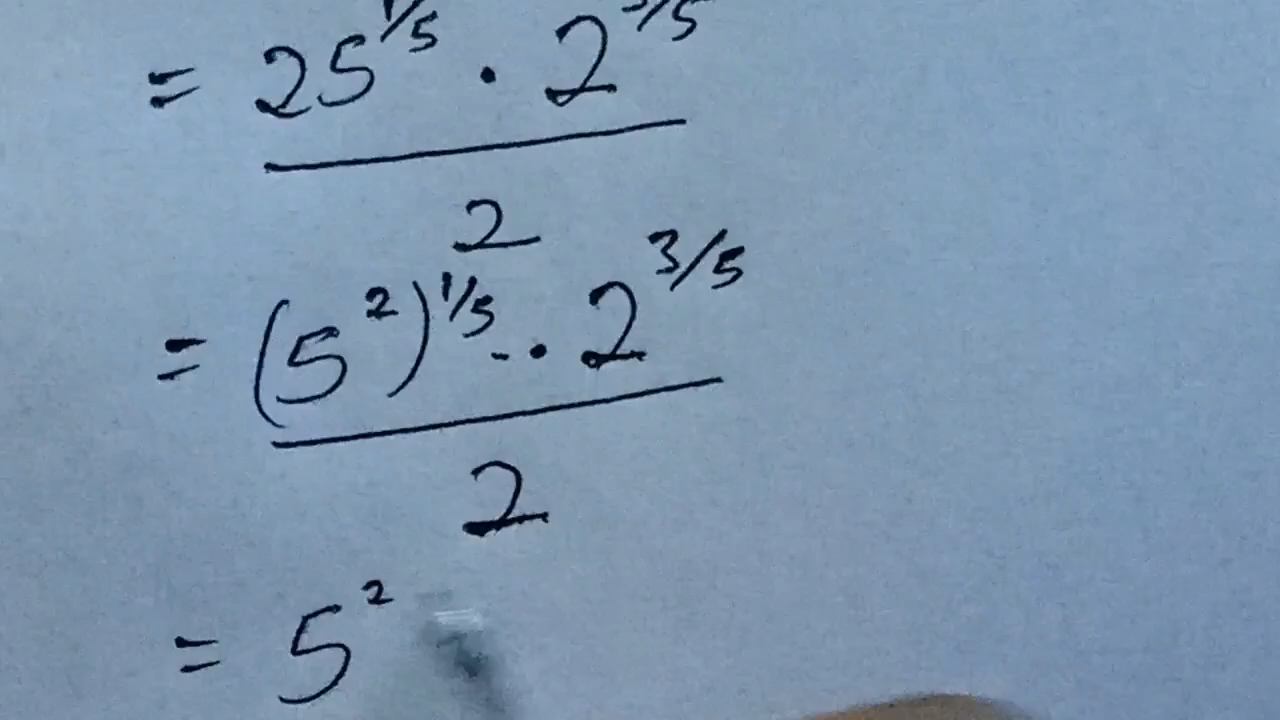 = 25^1/5 · 2^3/5
2
= (5^2)^1/5 · · 2^3/5
2
= 5^2